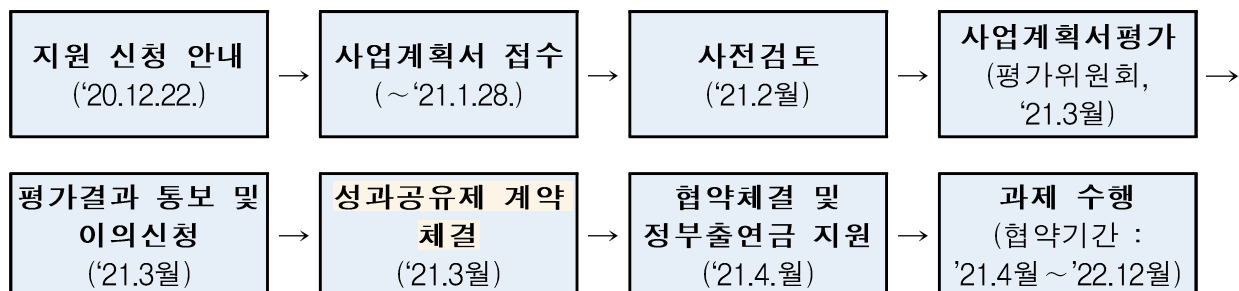 지원 신청 안내
(‘20.12.22.)
→
사업계획서 접수
(～‘21.1.28.)
→
사전검토
(‘21.2월)
→
사업계획서평가
(평가위원회,
‘21.3월)
→
평가결과 통보 및
이의신청
(‘21.3월)
→
성과공유제 계약
체결
(‘21.3월)
→
협약체결 및
정부출연금 지원
(‘21.4.월)
→
과제 수행
(협약기간 :
’21.4월～’22.12월)